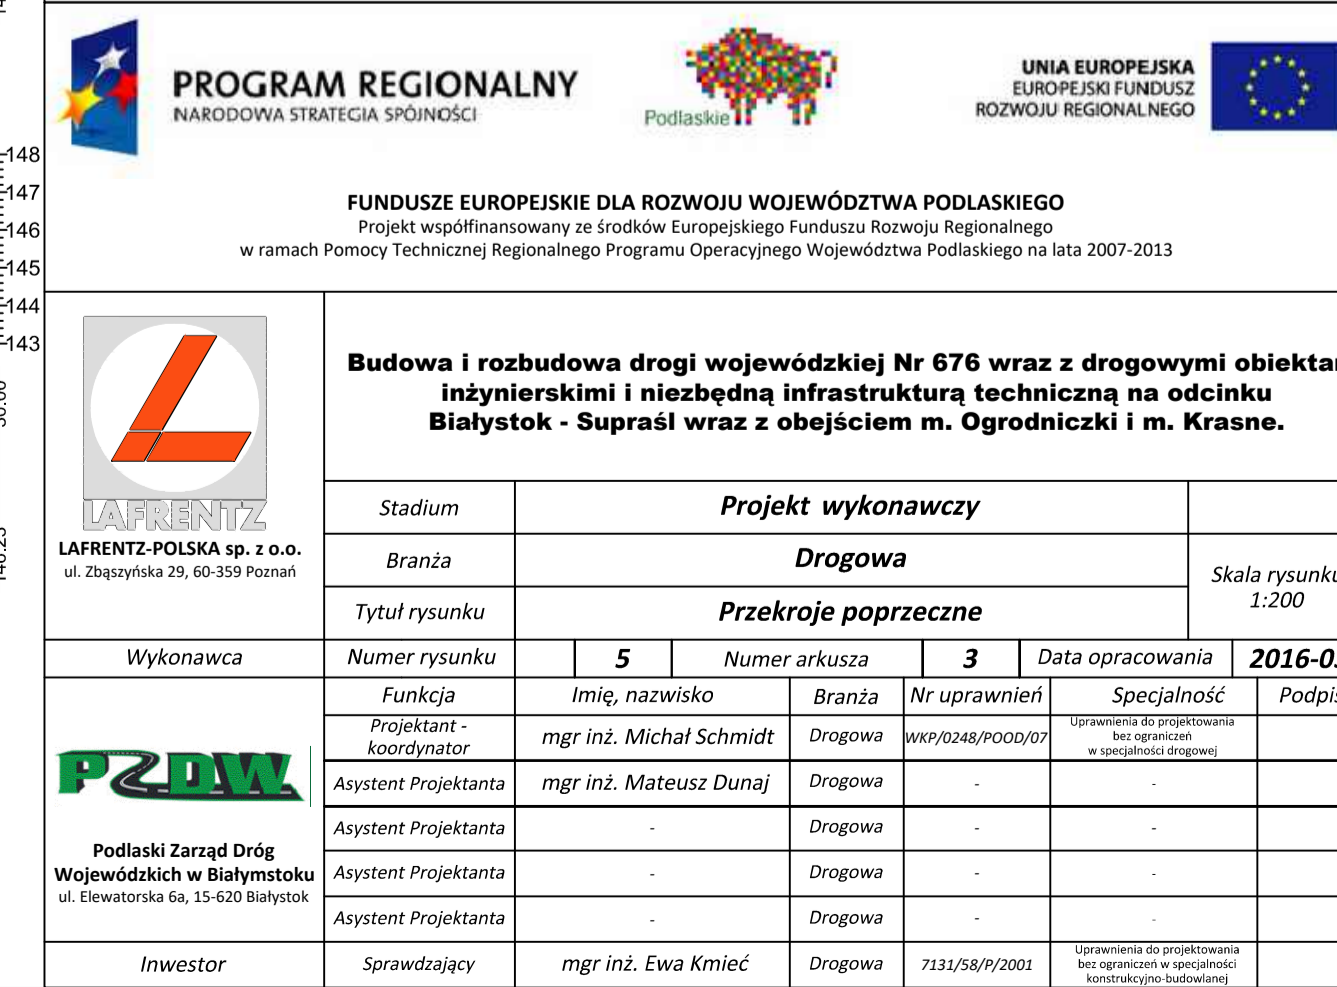 PROGRAM REGIONALNY
NARODOWA STRATEGIA SPÓJNOŚCI
Podlaskie
UNIA EUROPEJSKA
EUROPEJSKI FUNDUSZ
ROZWOJU REGIONALNEGO
148
147
146
145
144
143
FUNDUSZE EUROPEJSKIE DLA ROZWOJU WOJEWÓDZTWA PODLASKIEGO
Projekt współfinansowany ze środków Europejskiego Funduszu Rozwoju Regionalnego
w ramach Pomocy Technicznej Regionalnego Programu Operacyjnego Województwa Podlaskiego na lata 2007-2013
LAFRENTZ
LAFRENTZ-POLSKA sp. z o.o.
ul. Zbąszyńska 29, 60-359 Poznań
Budowa i rozbudowa drogi wojewódzkiej Nr 676 wraz z drogowymi obiektam
inżynierskimi i niezbędną infrastrukturą techniczną na odcinku
Białystok - Supraśl wraz z obejściem m. Ogrodniczki i m. Krasne.
Stadium Projekt wykonawczy
Branża Drogowa
Skala rysunku
1:200
Tytuł rysunku Przekroje poprzeczne
Wykonawca Numer rysunku 5 Numer arkusza 3 Data opracowania 2016-03
Funkcja Imię, nazwisko Branża Nr uprawnień Specjalność Podpis
Projektant -
koordynator mgr inż. Michał Schmidt Drogowa WKP/0248/POOD/07
Uprawnienia do projektowania
bez ograniczeń
w specjalności drogowej
Asystent Projektanta mgr inż. Mateusz Dunaj Drogowa - -
Asystent Projektanta - Drogowa - -
Asystent Projektanta - Drogowa - -
Asystent Projektanta - Drogowa - -
PZDW
Podlaski Zarząd Dróg
Wojewódzkich w Białymstoku
ul. Elewatorska 6a, 15-620 Białystok
Inwestor Sprawdzający mgr inż. Ewa Kmieć Drogowa 7131/58/P/2001
Uprawnienia do projektowania
bez ograniczeń w specjalności
konstrukcyjno-budowlanej